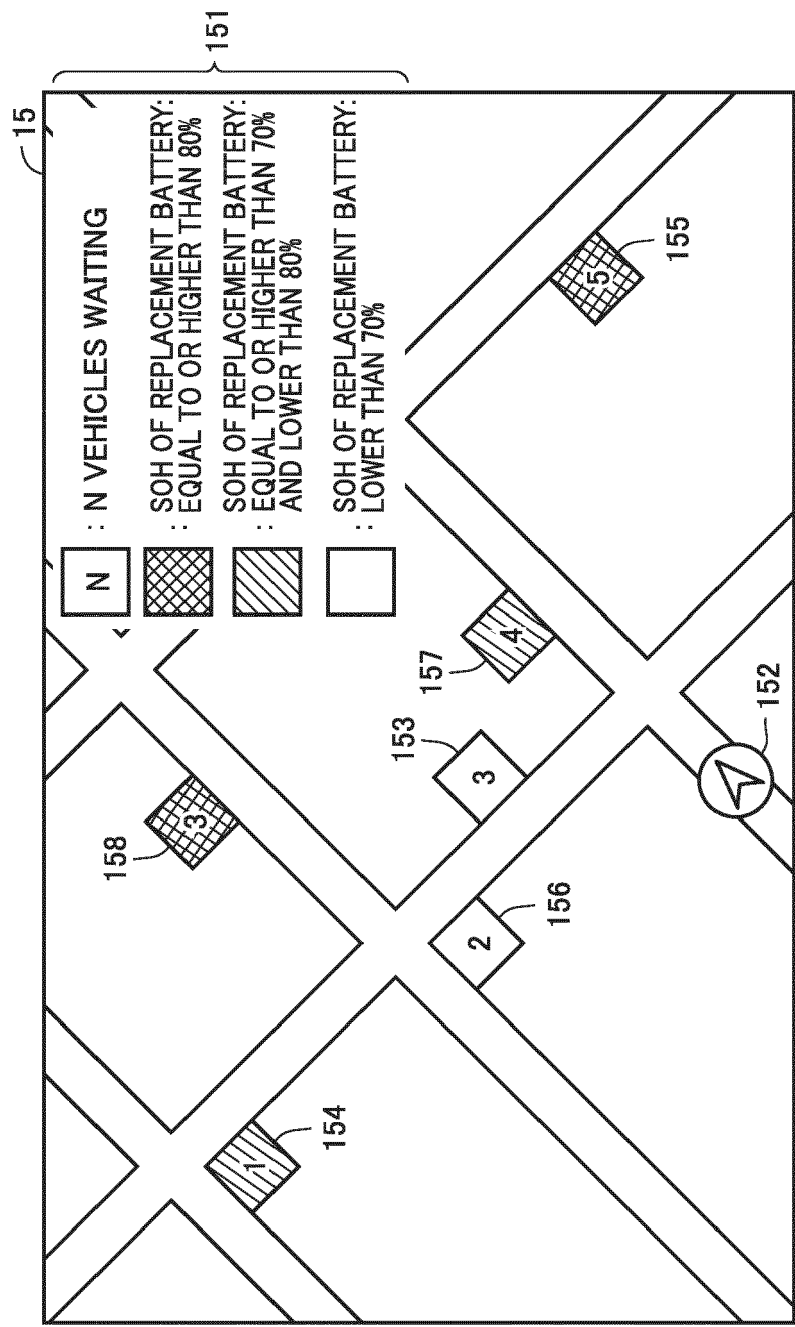 15
N : N VEHICLES WAITING
: SOH OF REPLACEMENT BATTERY:
EQUAL TO OR HIGHER THAN 80%
: SOH OF REPLACEMENT BATTERY:
EQUAL TO OR HIGHER THAN 70%
AND LOWER THAN 80%
: SOH OF REPLACEMENT BATTERY:
LOWER THAN 70%
151
158
3
1
154
153
3
157
4
2
156
5
155
152